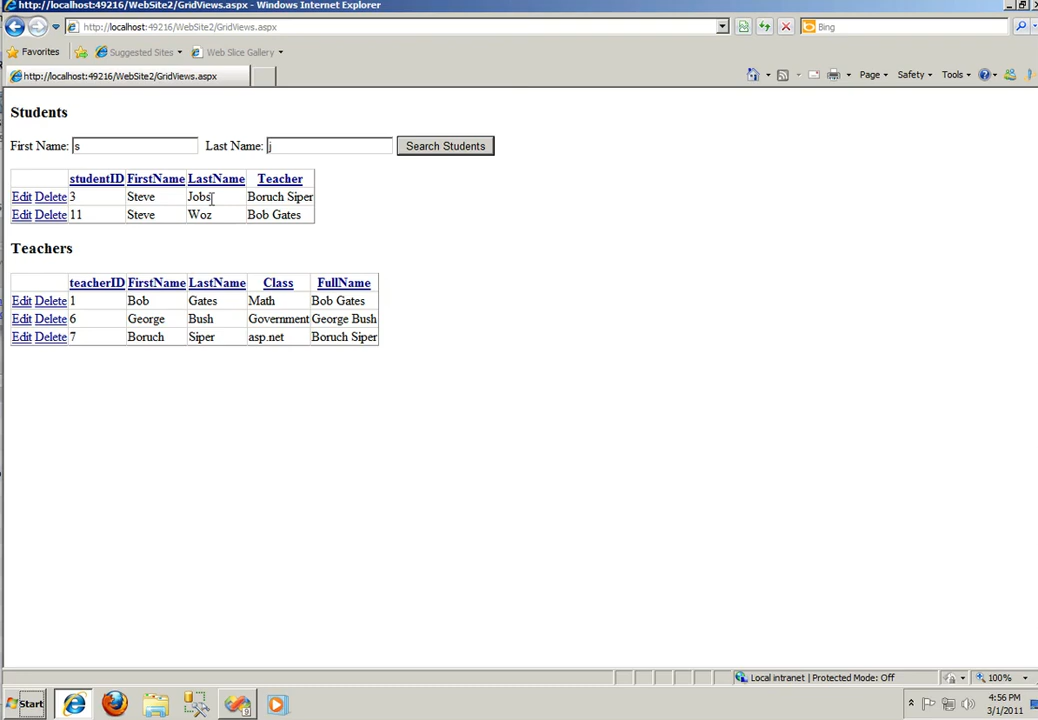 http://localhost:49216/WebSite2/GridViews.aspx - Windows Internet Explorer
http://localhost:49216/WebSite2/GridViews.aspx
Bing
Favorites Suggested Sites Web Slice Gallery
http://localhost:49216/WebSite2/GridViews.aspx
Page Safety Tools
Students
First Name: s Last Name: j Search Students
studentID FirstName LastName Teacher
Edit Delete 3 Steve Jobs Boruch Siper
Edit Delete 11 Steve Woz Bob Gates
Teachers
teacherID FirstName LastName Class FullName
Edit Delete 1 Bob Gates Math Bob Gates
Edit Delete 6 George Bush Government George Bush
Edit Delete 7 Boruch Siper asp.net Boruch Siper
Local intranet | Protected Mode: Off 100%
Start
4:56 PM
3/1/2011